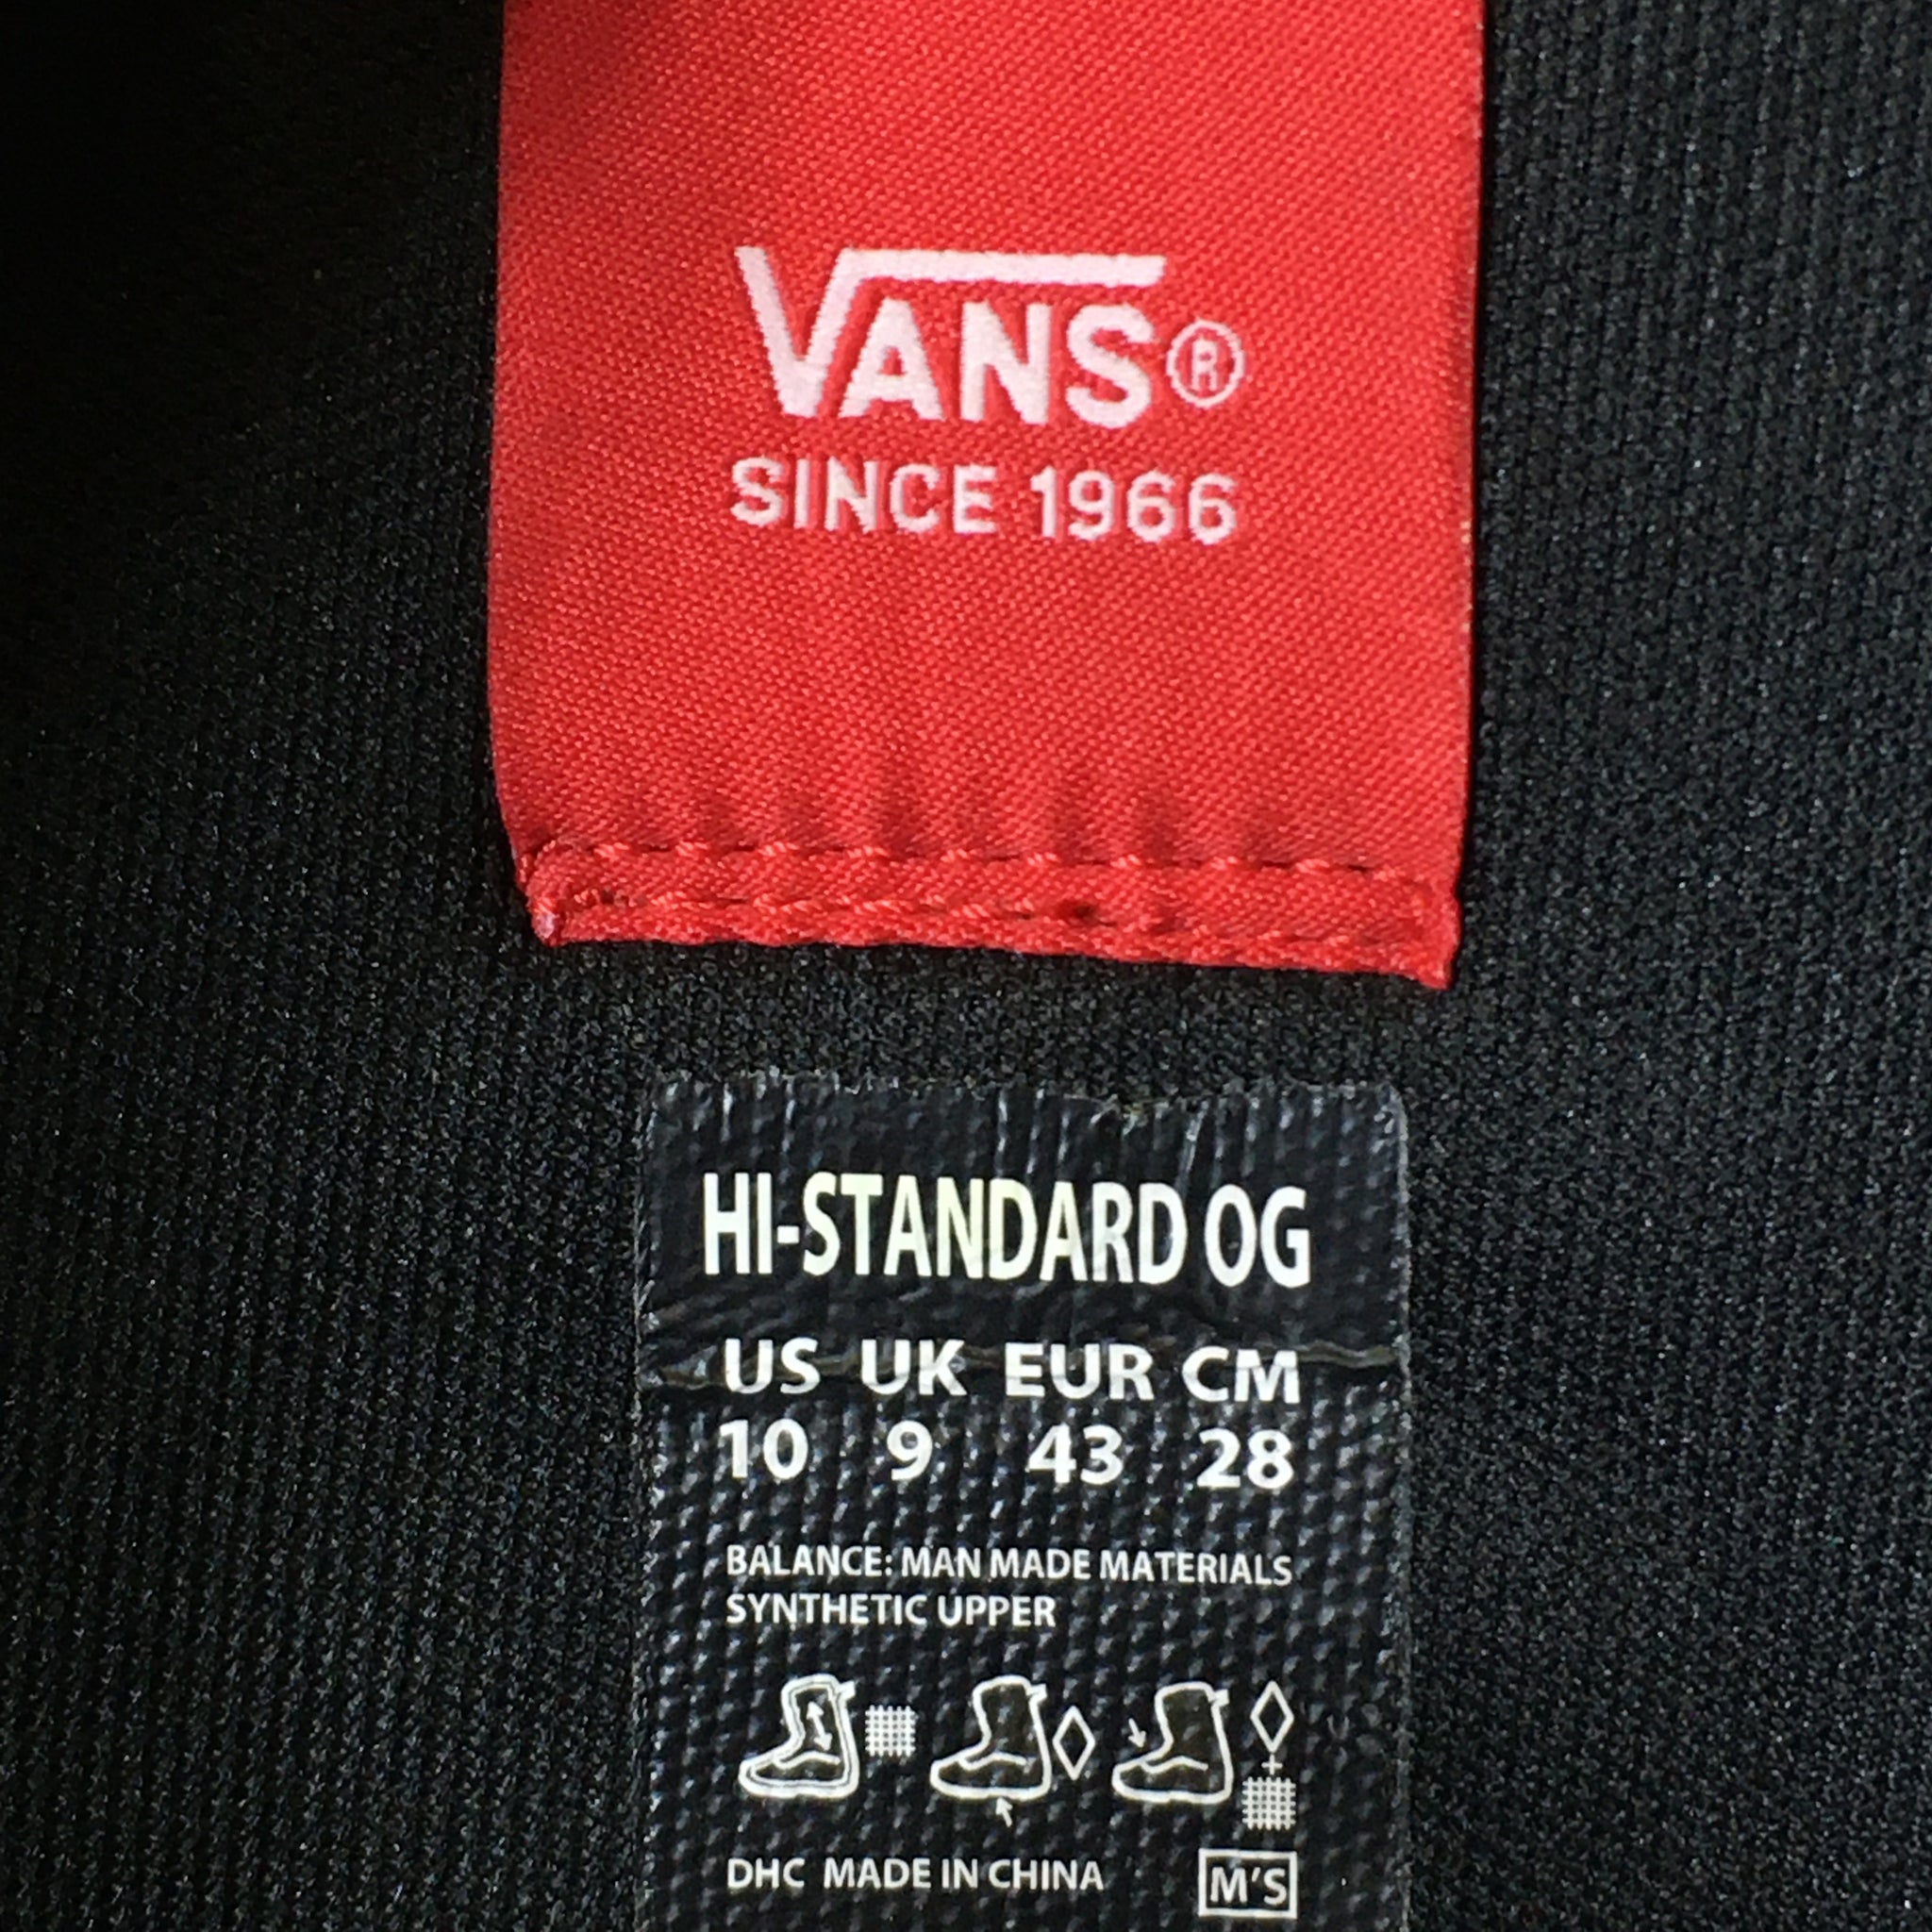 VANS®
SINCE 1966
HI-STANDARD OG
US UK EUR CM
10 9 43 28
BALANCE: MAN MADE MATERIALS
SYNTHETIC UPPER
DHC MADE IN CHINA M'S